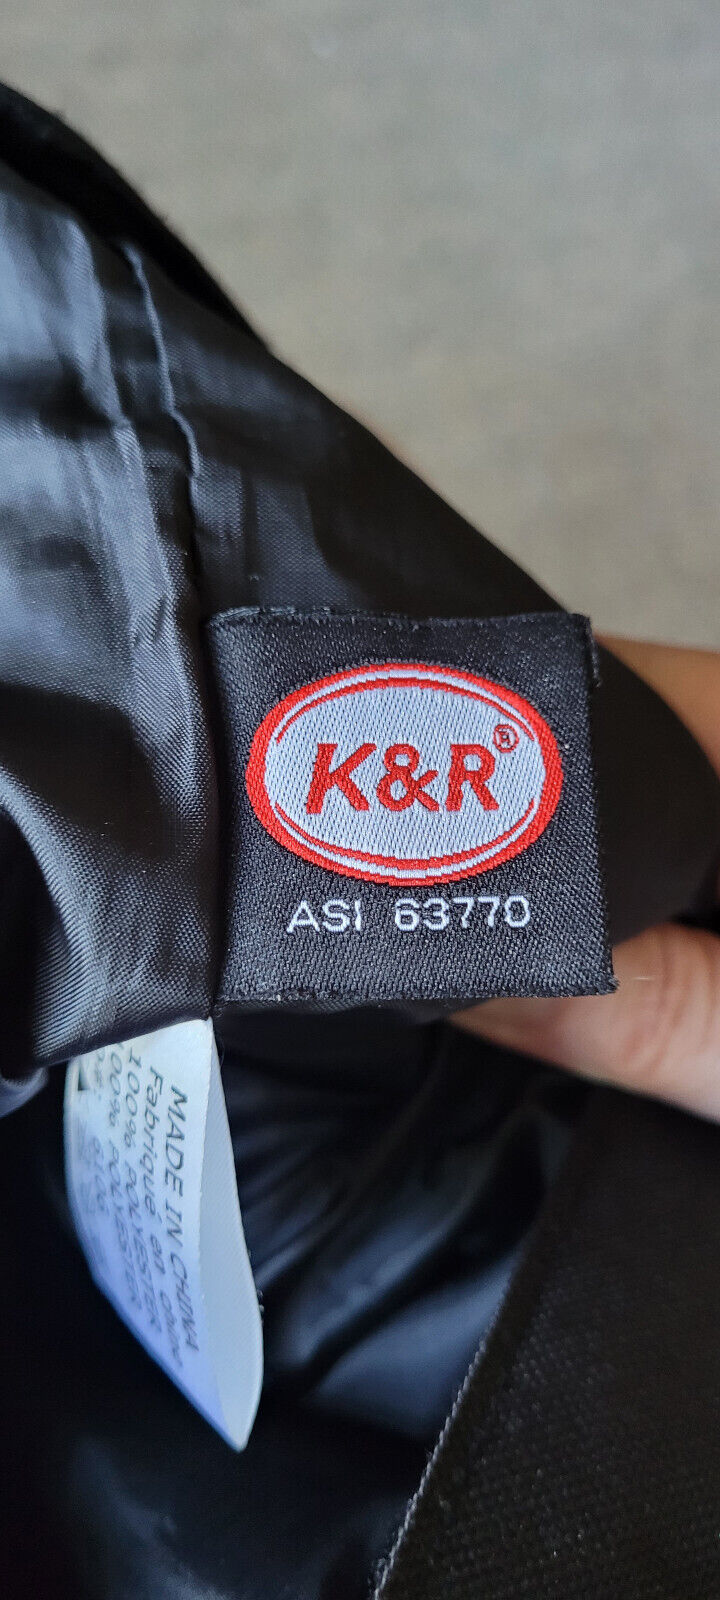 K&R®
ASI 63770
MADE IN CHINA
Fabriqué en chine
100% POLYESTER
100% POLYESTER